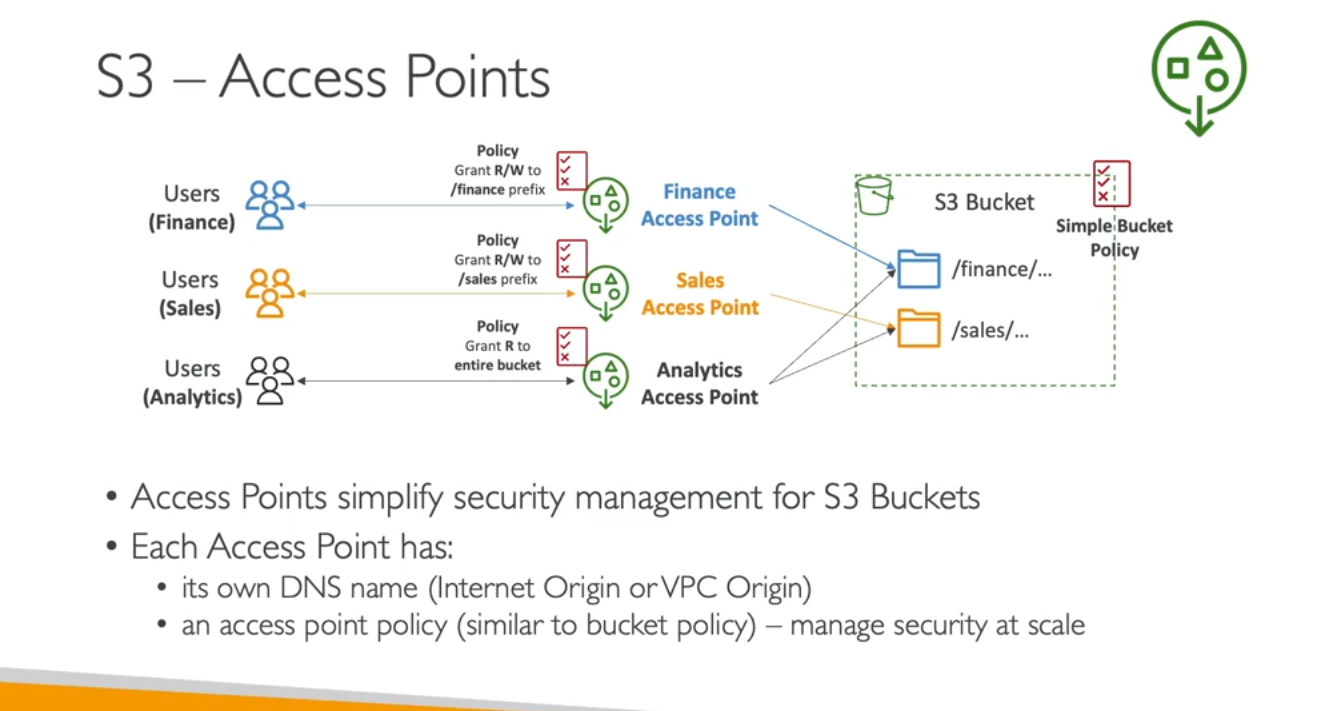 S3 – Access Points
Policy
Grant R/W to
/finance prefix
Users
(Finance)
Finance
Access Point
S3 Bucket
Simple Bucket
Policy
Policy
Grant R/W to
/sales prefix
Users
(Sales)
Sales
Access Point
/finance/...
/sales/...
Policy
Grant R to
entire bucket
Users
(Analytics)
Analytics
Access Point
• Access Points simplify security management for S3 Buckets
• Each Access Point has:
• its own DNS name (Internet Origin or VPC Origin)
• an access point policy (similar to bucket policy) – manage security at scale